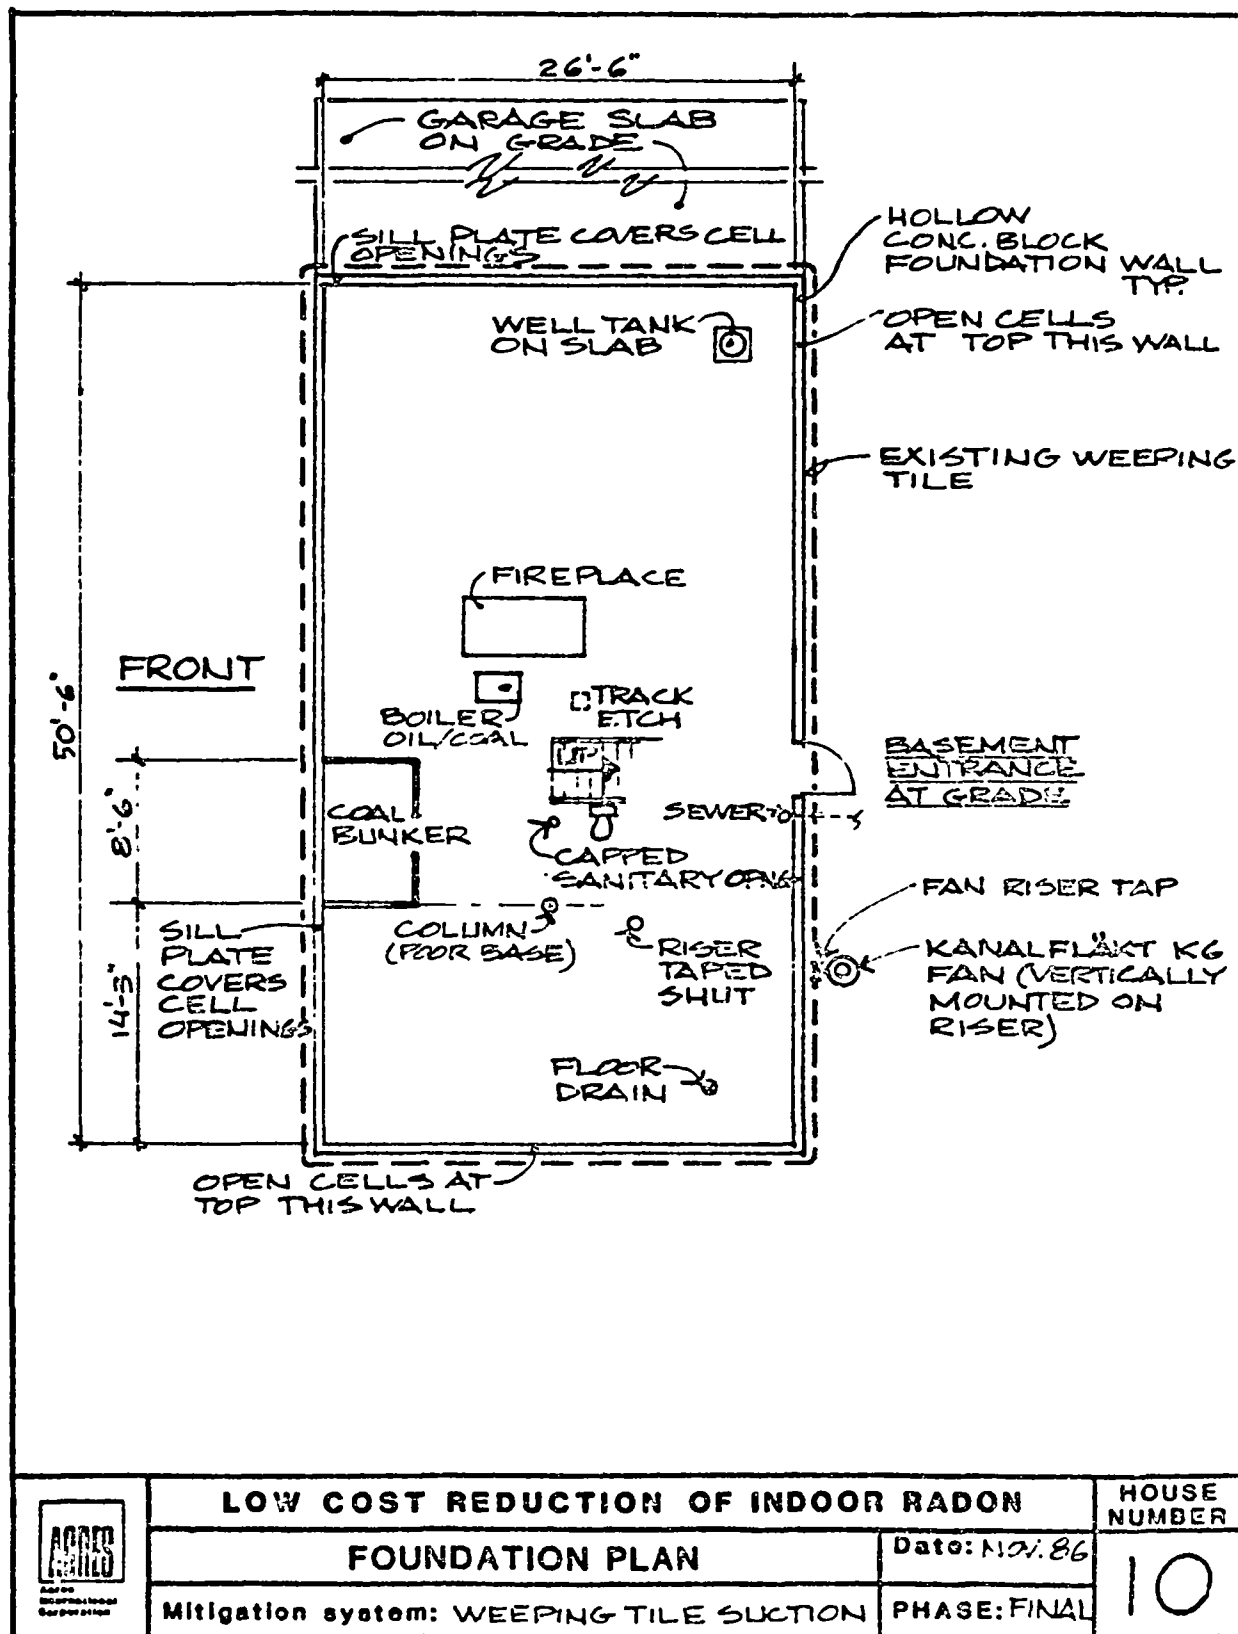 26'-6"
GARAGE SLAB
ON GRADE
SILL PLATE COVERS CELL
OPENINGS
HOLLOW
CONC. BLOCK
FOUNDATION WALL
TYP.
WELL TANK
ON SLAB
OPEN CELLS
AT TOP THIS WALL
EXISTING WEEPING
TILE
FIREPLACE
FRONT
50'-6"
BOILER
OIL/COAL
TRACK
ETCH
UP
BASEMENT
ENTRANCE
AT GRADE
8'-6"
COAL
BUNKER
SEWER
CAPPED
SANITARY OPNG
FAN RISER TAP
SILL
PLATE
COVERS
CELL
OPENINGS
COLUMN
(POOR BASE)
RISER
TAPED
SHUT
KANALFLÄKT K6
FAN (VERTICALLY
MOUNTED ON
RISER)
14'-3"
FLOOR
DRAIN
OPEN CELLS AT
TOP THIS WALL
LOW COST REDUCTION OF INDOOR RADON
HOUSE
NUMBER
FOUNDATION PLAN
Date: NOV. 86
10
Mitigation system: WEEPING TILE SUCTION
PHASE: FINAL
ACRES
Acres
International
Corporation